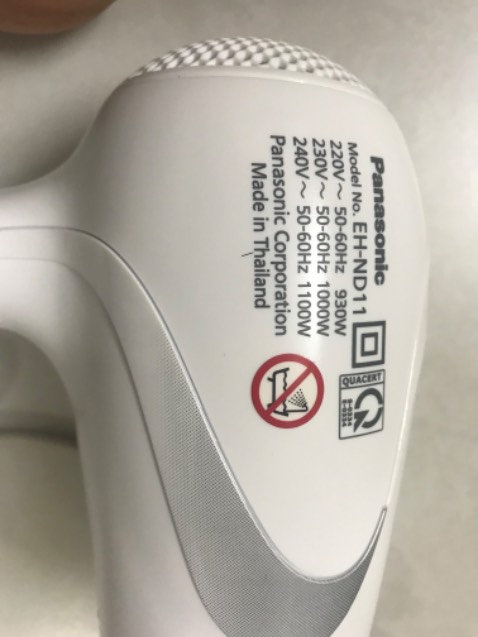 Panasonic
Model No. EH-ND11
220V～ 50-60Hz 930W
230V～ 50-60Hz 1000W
240V～ 50-60Hz 1100W
Panasonic Corporation
Made in Thailand
QUACERT